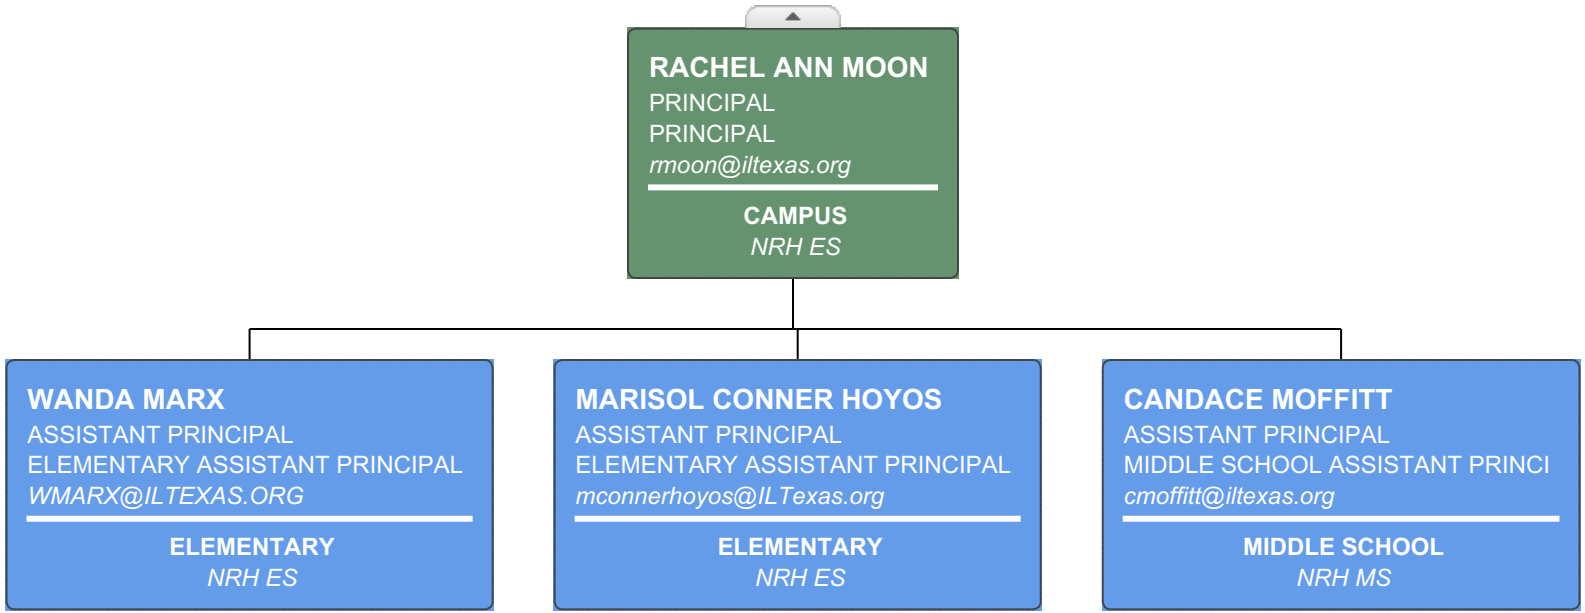 RACHEL ANN MOON
PRINCIPAL
PRINCIPAL
rmoon@iltexas.org
CAMPUS
NRH ES
WANDA MARX
ASSISTANT PRINCIPAL
ELEMENTARY ASSISTANT PRINCIPAL
WMARX@ILTEXAS.ORG
ELEMENTARY
NRH ES
MARISOL CONNER HOYOS
ASSISTANT PRINCIPAL
ELEMENTARY ASSISTANT PRINCIPAL
mconnerhoyos@ILTexas.org
ELEMENTARY
NRH ES
CANDACE MOFFITT
ASSISTANT PRINCIPAL
MIDDLE SCHOOL ASSISTANT PRINCI
cmoffitt@iltexas.org
MIDDLE SCHOOL
NRH MS